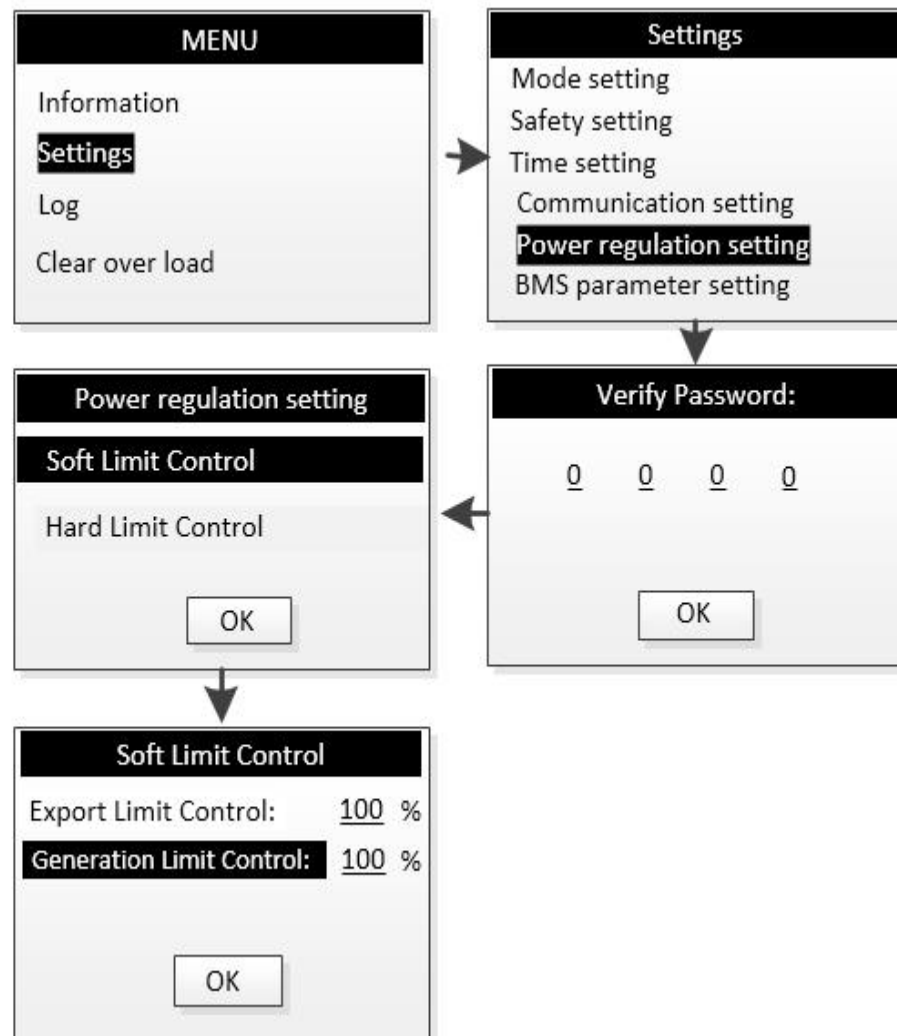 MENU
Information
Settings
Log
Clear over load
Settings
Mode setting
Safety setting
Time setting
Communication setting
Power regulation setting
BMS parameter setting
Verify Password:
0 0 0 0
OK
Power regulation setting
Soft Limit Control
Hard Limit Control
OK
Soft Limit Control
Export Limit Control: 100 %
Generation Limit Control: 100 %
OK